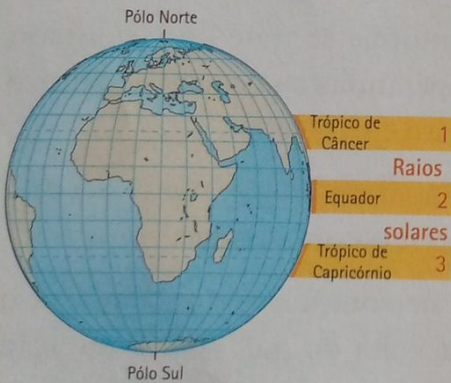 Pólo Norte
Trópico de
Câncer
1
Raios
Equador
2
solares
Trópico de
Capricórnio
3
Pólo Sul